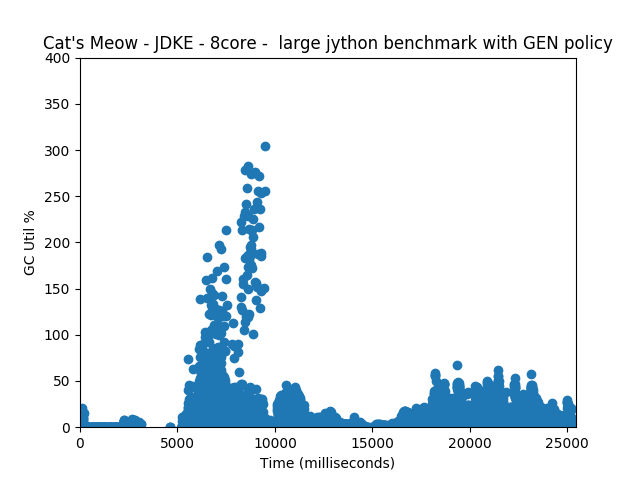 Cat's Meow - JDKE - 8core -  large jython benchmark with GEN policy
400
350
300
250
200
150
100
50
0
GC Util %
0 5000 10000 15000 20000 25000
Time (milliseconds)